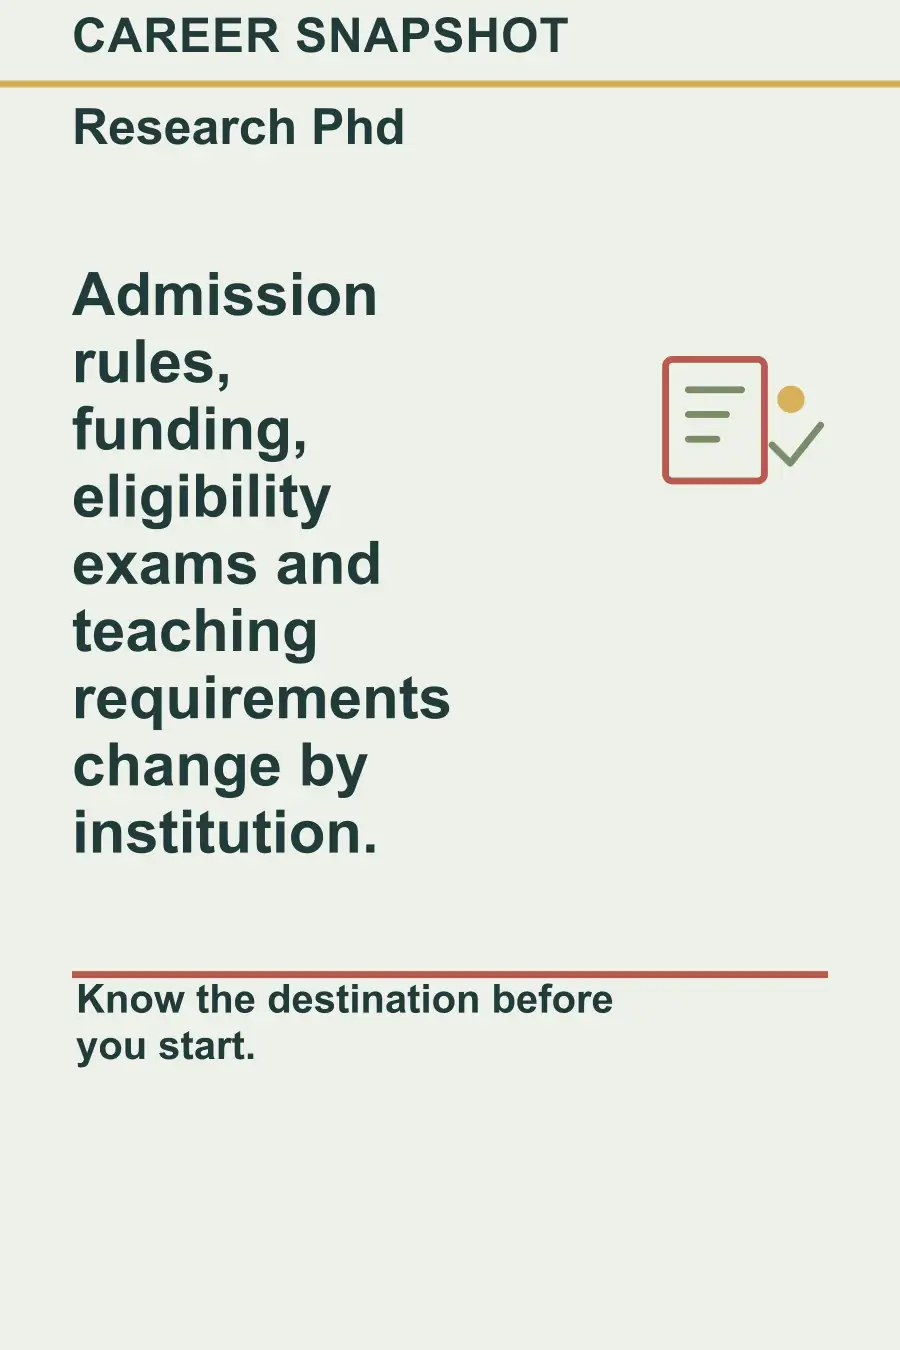 CAREER SNAPSHOT
Research Phd
Admission
rules,
funding,
eligibility
exams and
teaching
requirements
change by
institution.
Know the destination before
you start.